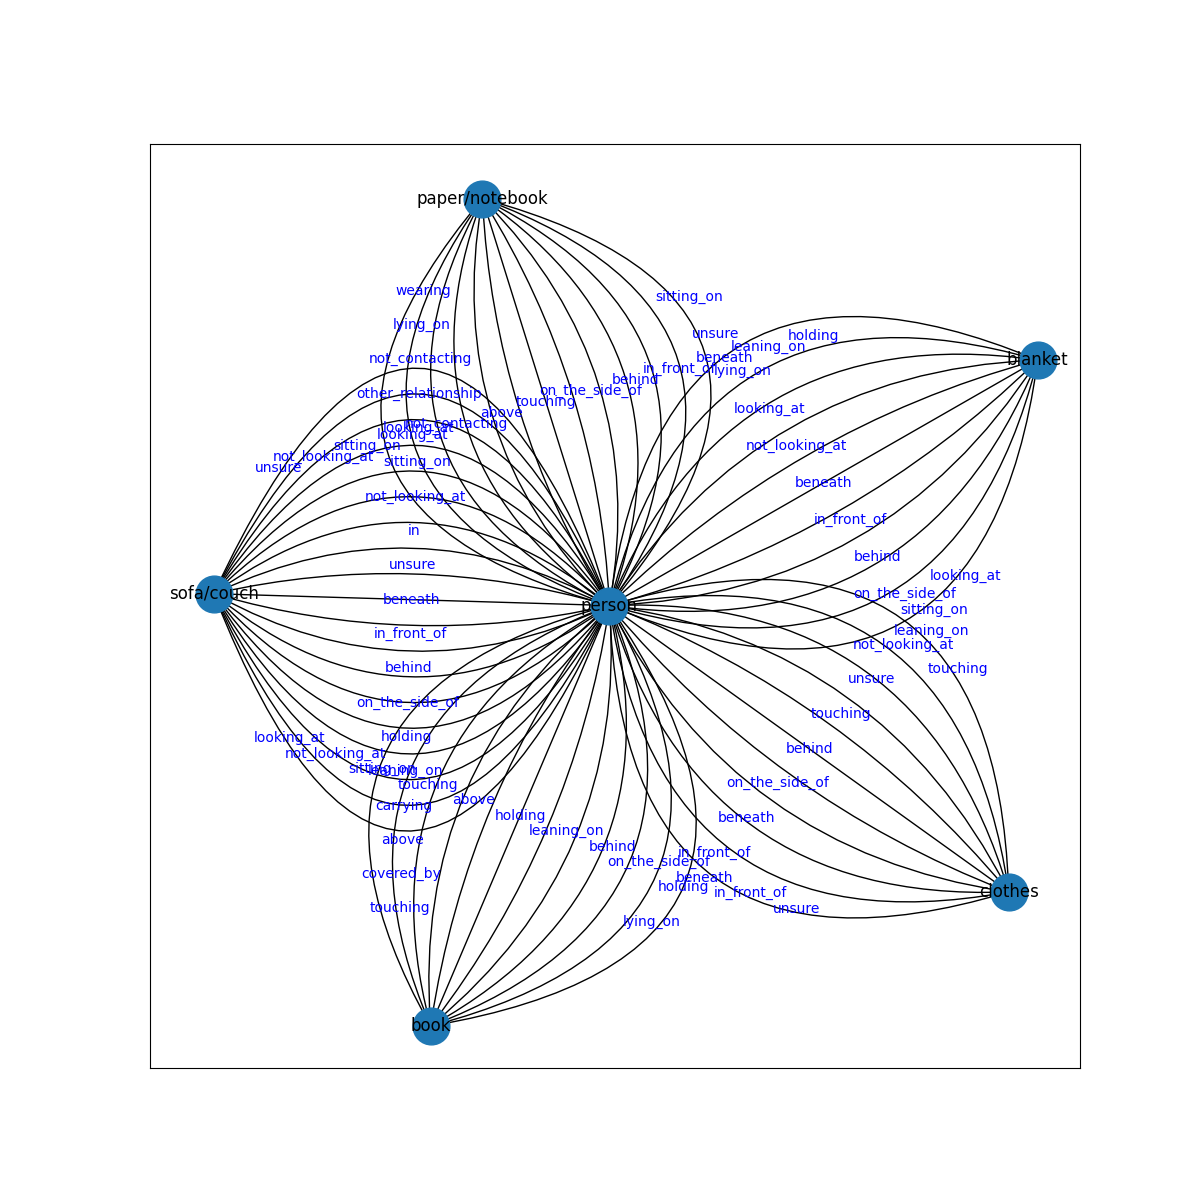 paper/notebook
wearing
sitting_on
lying_on
unsure
holding
leaning_on
not_contacting
beneath
blanket
in_front_of
lying_on
behind
other_relationship
on_the_side_of
touching
looking_at
above
not_contacting
looking_at
looking_at
sitting_on
not_looking_at
not_looking_at
sitting_on
unsure
beneath
not_looking_at
in_front_of
in
behind
unsure
looking_at
sofa/couch
beneath
person
on_the_side_of
sitting_on
in_front_of
leaning_on
not_looking_at
behind
touching
unsure
on_the_side_of
touching
looking_at
holding
behind
not_looking_at
sitting_on
leaning_on
touching
on_the_side_of
carrying
above
holding
beneath
leaning_on
above
behind
in_front_of
on_the_side_of
covered_by
beneath
holding
in_front_of
clothes
touching
unsure
lying_on
book